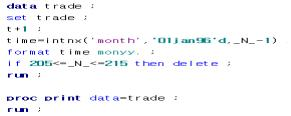 data trade ;
set trade ;
t+1 ;
time=intnx('month','01jan96'd,_N_-1)
format time monyy. ;
if 205<=_N_<=215 then delete ;
run ;
proc print data=trade ;
run ;